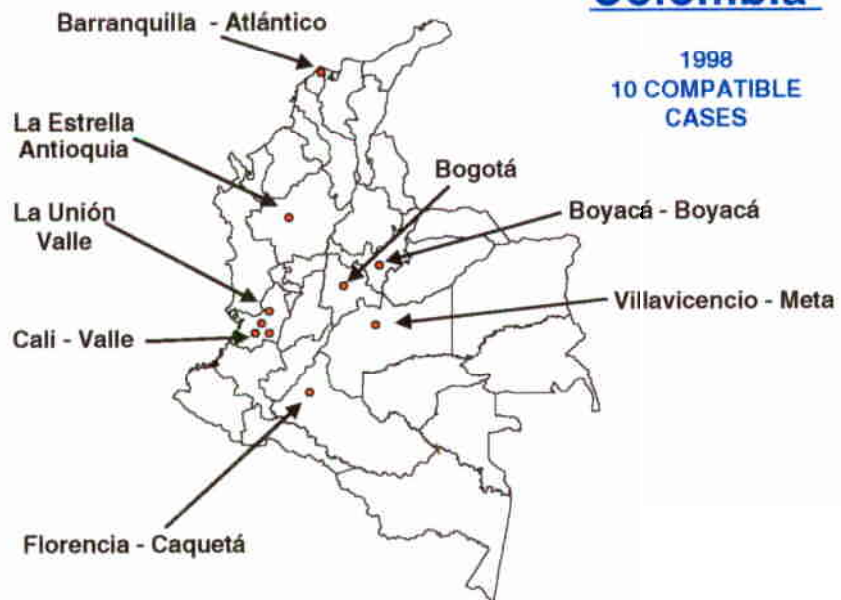 Colombia
1998
10 COMPATIBLE
CASES
Barranquilla - Atlántico
La Estrella
Antioquia
Bogotá
La Unión
Valle
Boyacá - Boyacá
Villavicencio - Meta
Cali - Valle
Florencia - Caquetá